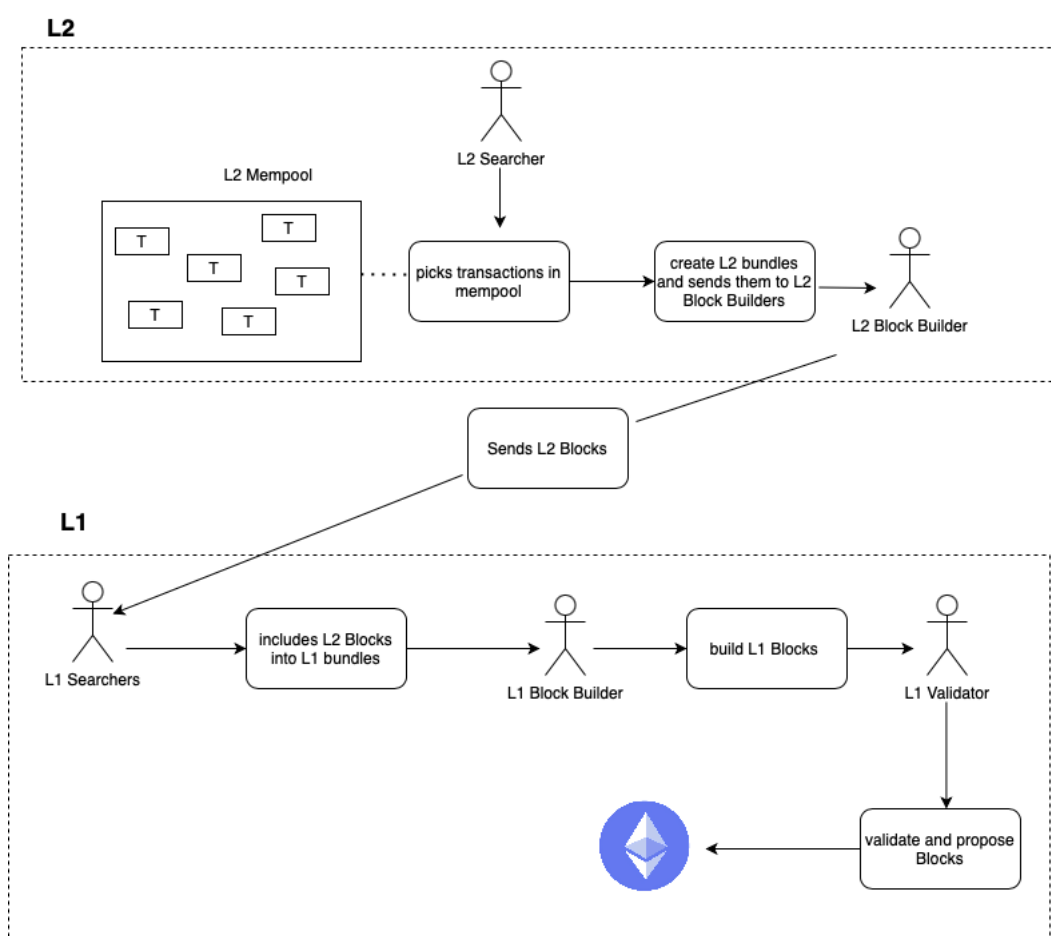 L2
L2 Searcher
L2 Mempool
T
T
T
T
T
T
picks transactions in
mempool
create L2 bundles
and sends them to L2
Block Builders
L2 Block Builder
Sends L2 Blocks
L1
L1 Searchers
includes L2 Blocks
into L1 bundles
L1 Block Builder
build L1 Blocks
L1 Validator
validate and propose
Blocks